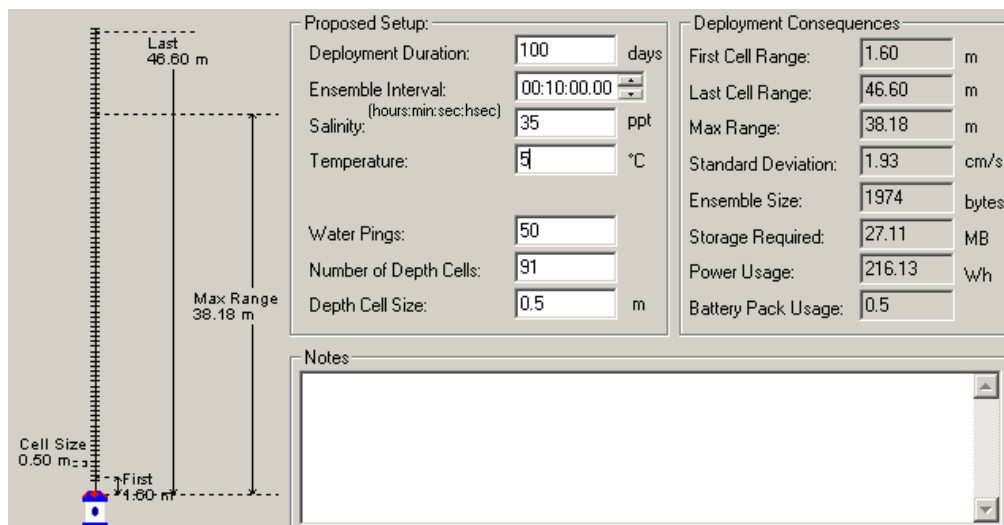 Last
46.60 m
Max Range
38.18 m
Cell Size
0.50 m
First
1.60 m
Proposed Setup:
Deployment Duration: 100 days
Ensemble Interval: 00:10:00.00
(hours:min:sec:hsec)
Salinity: 35 ppt
Temperature: 5 °C
Water Pings: 50
Number of Depth Cells: 91
Depth Cell Size: 0.5 m
Deployment Consequences
First Cell Range: 1.60 m
Last Cell Range: 46.60 m
Max Range: 38.18 m
Standard Deviation: 1.93 cm/s
Ensemble Size: 1974 bytes
Storage Required: 27.11 MB
Power Usage: 216.13 Wh
Battery Pack Usage: 0.5
Notes